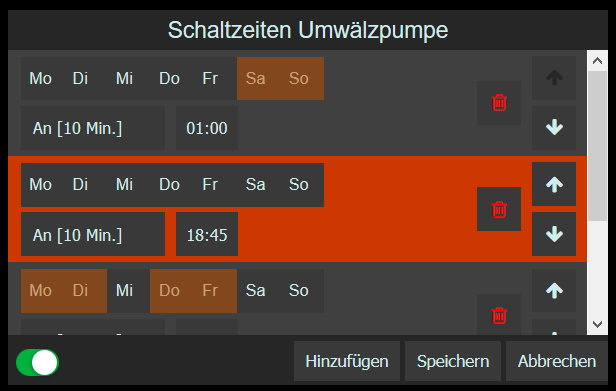 Schaltzeiten Umwälzpumpe
Mo Di Mi Do Fr Sa So
An [10 Min.] 01:00
Mo Di Mi Do Fr Sa So
An [10 Min.] 18:45
Mo Di Mi Do Fr Sa So
Hinzufügen Speichern Abbrechen